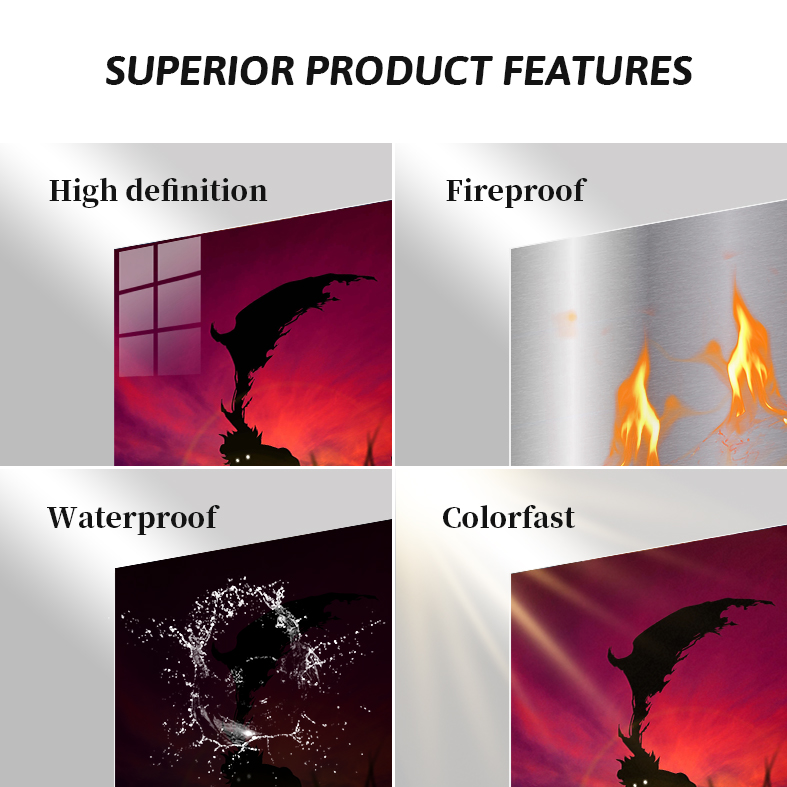 SUPERIOR PRODUCT FEATURES
High definition
Fireproof
Waterproof
Colorfast